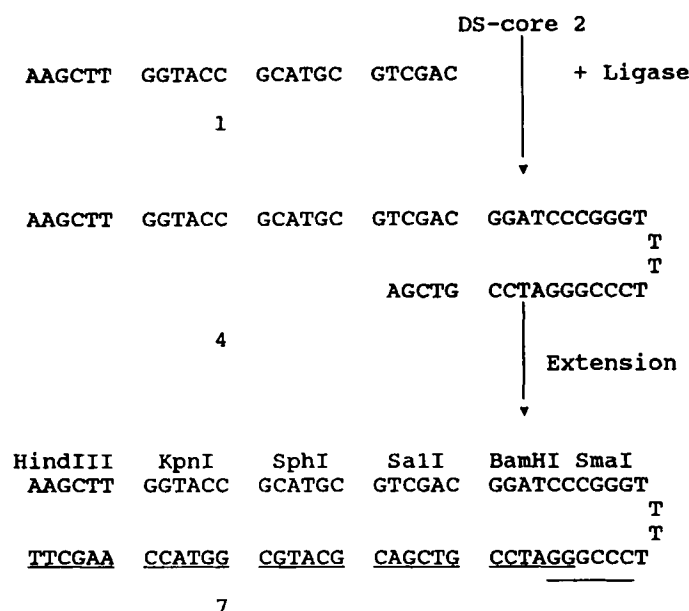 DS-core 2
AAGCTT GGTACC GCATGC GTCGAC + Ligase
1
AAGCTT GGTACC GCATGC GTCGAC GGATCCCGGGT
T
T
AGCTG CCTAGGGCCCT
4
Extension
HindIII KpnI SphI SalI BamHI SmaI
AAGCTT GGTACC GCATGC GTCGAC GGATCCCGGGT
T
T
TTCGAA CCATGG CGTACG CAGCTG CCTAGGGCCCT
7